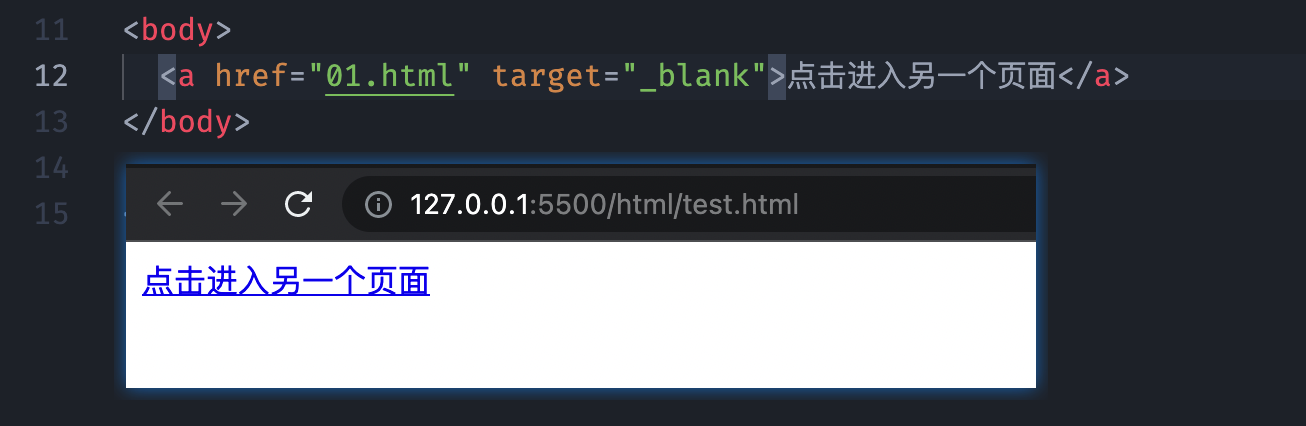 11 <body>
12 <a href="01.html" target="_blank">点击进入另一个页面</a>
13 </body>
14
15
127.0.0.1:5500/html/test.html
点击进入另一个页面